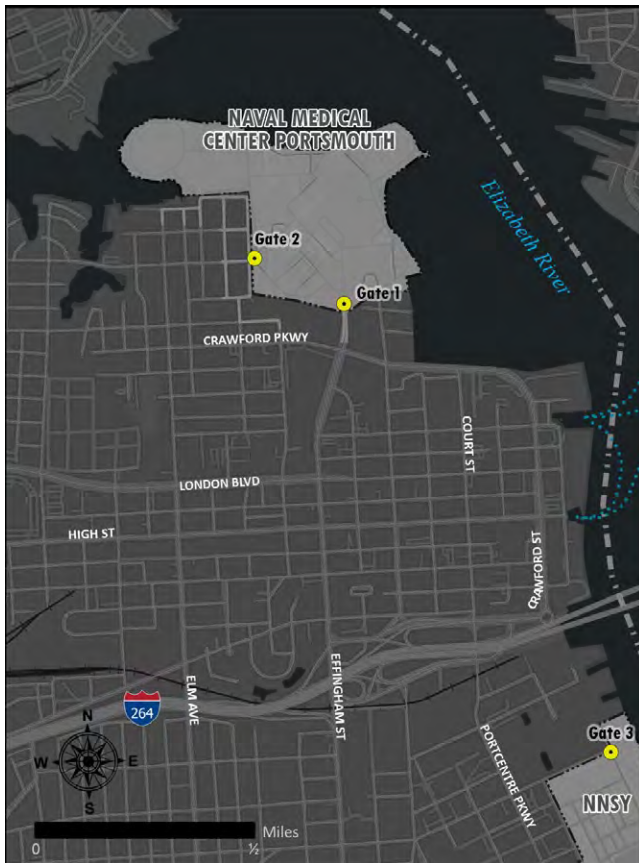 NAVAL MEDICAL
CENTER PORTSMOUTH
Elizabeth River
Gate 2
Gate 1
CRAWFORD PKWY
COURT ST
LONDON BLVD
HIGH ST
CRAWFORD ST
EFFINGHAM ST
ELM AVE
264
N
W E
S
PORTCENTRE PKWY
Gate 3
NNSY
Miles
0 ½